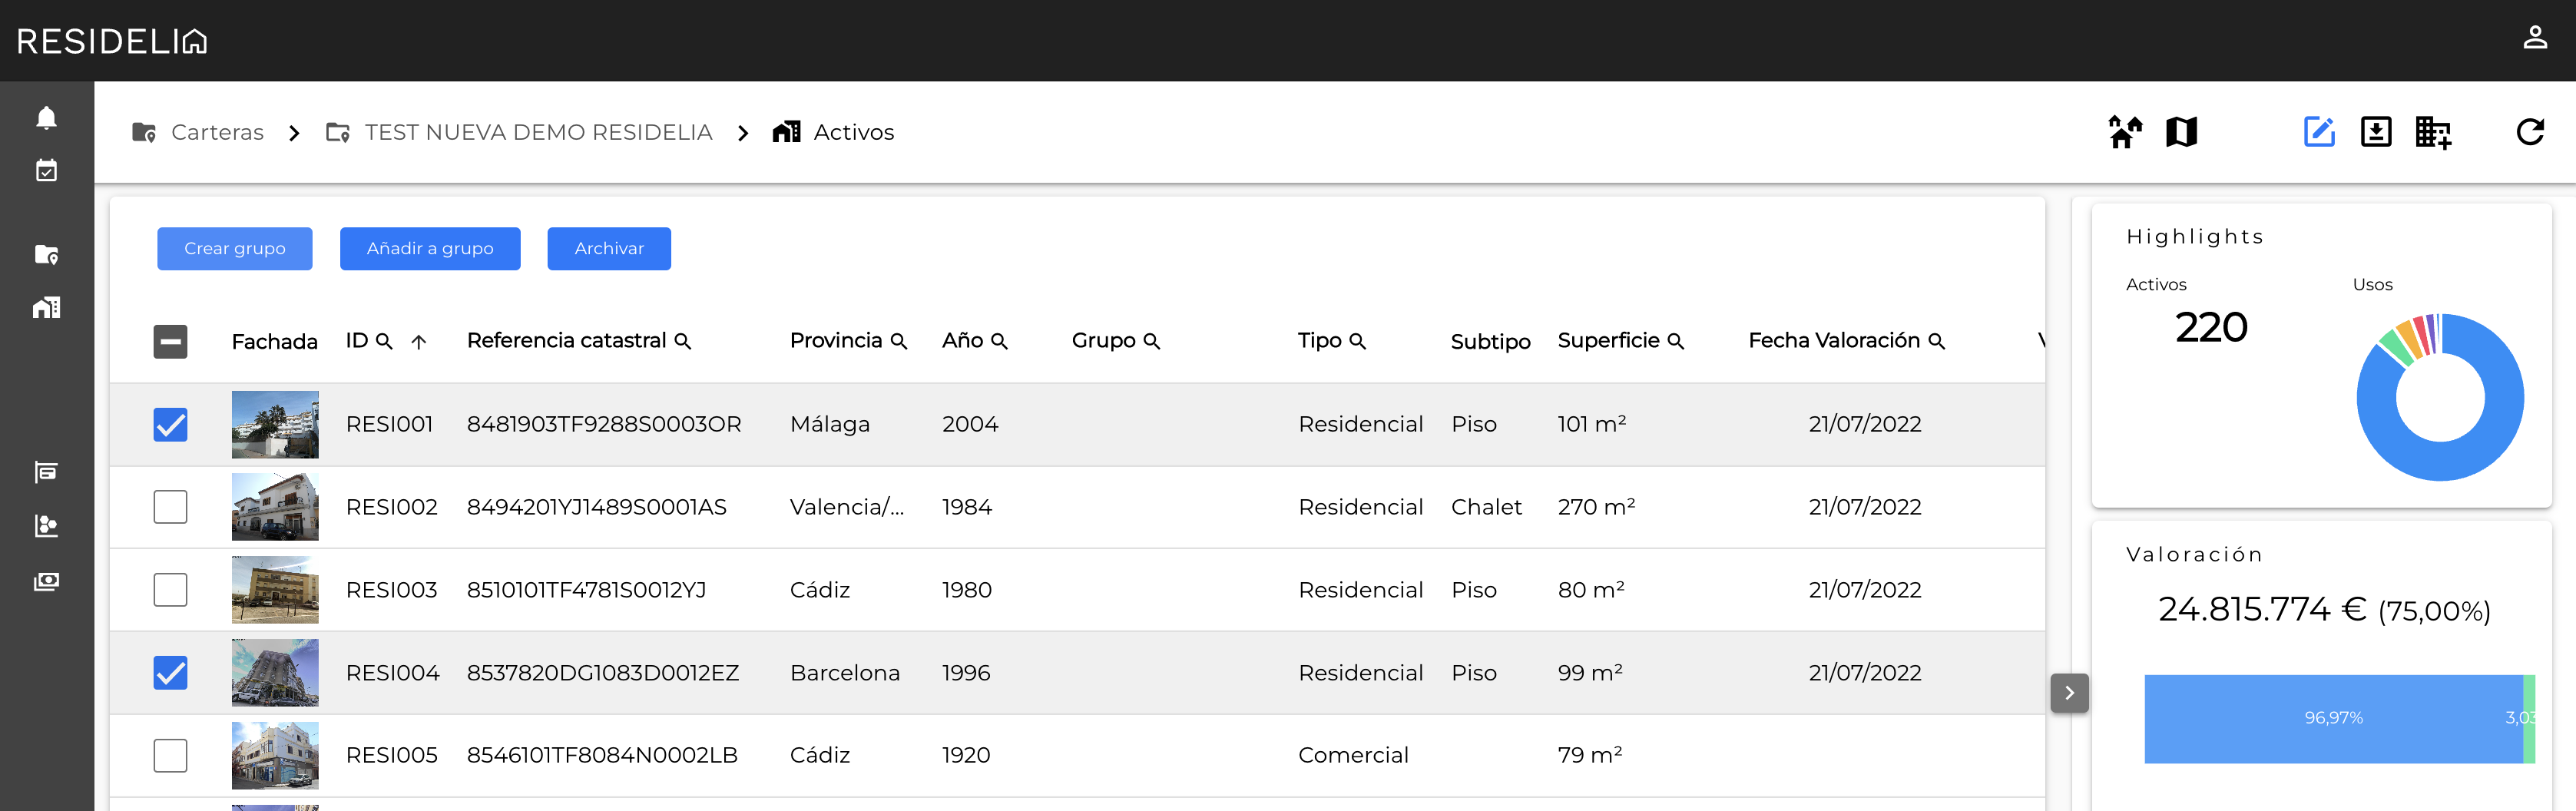 RESIDELIA
Carteras > TEST NUEVA DEMO RESIDELIA > Activos
Crear grupo Añadir a grupo Archivar
Fachada ID Referencia catastral Provincia Año Grupo Tipo Subtipo Superficie Fecha Valoración
RESI001 8481903TF9288S0003OR Málaga 2004 Residencial Piso 101 m² 21/07/2022
RESI002 8494201YJ1489S0001AS Valencia/... 1984 Residencial Chalet 270 m² 21/07/2022
RESI003 8510101TF4781S0012YJ Cádiz 1980 Residencial Piso 80 m² 21/07/2022
RESI004 8537820DG1083D0012EZ Barcelona 1996 Residencial Piso 99 m² 21/07/2022
RESI005 8546101TF8084N0002LB Cádiz 1920 Comercial 79 m²
Highlights
Activos Usos
220
Valoración
24.815.774 € (75,00%)
96,97% 3,03